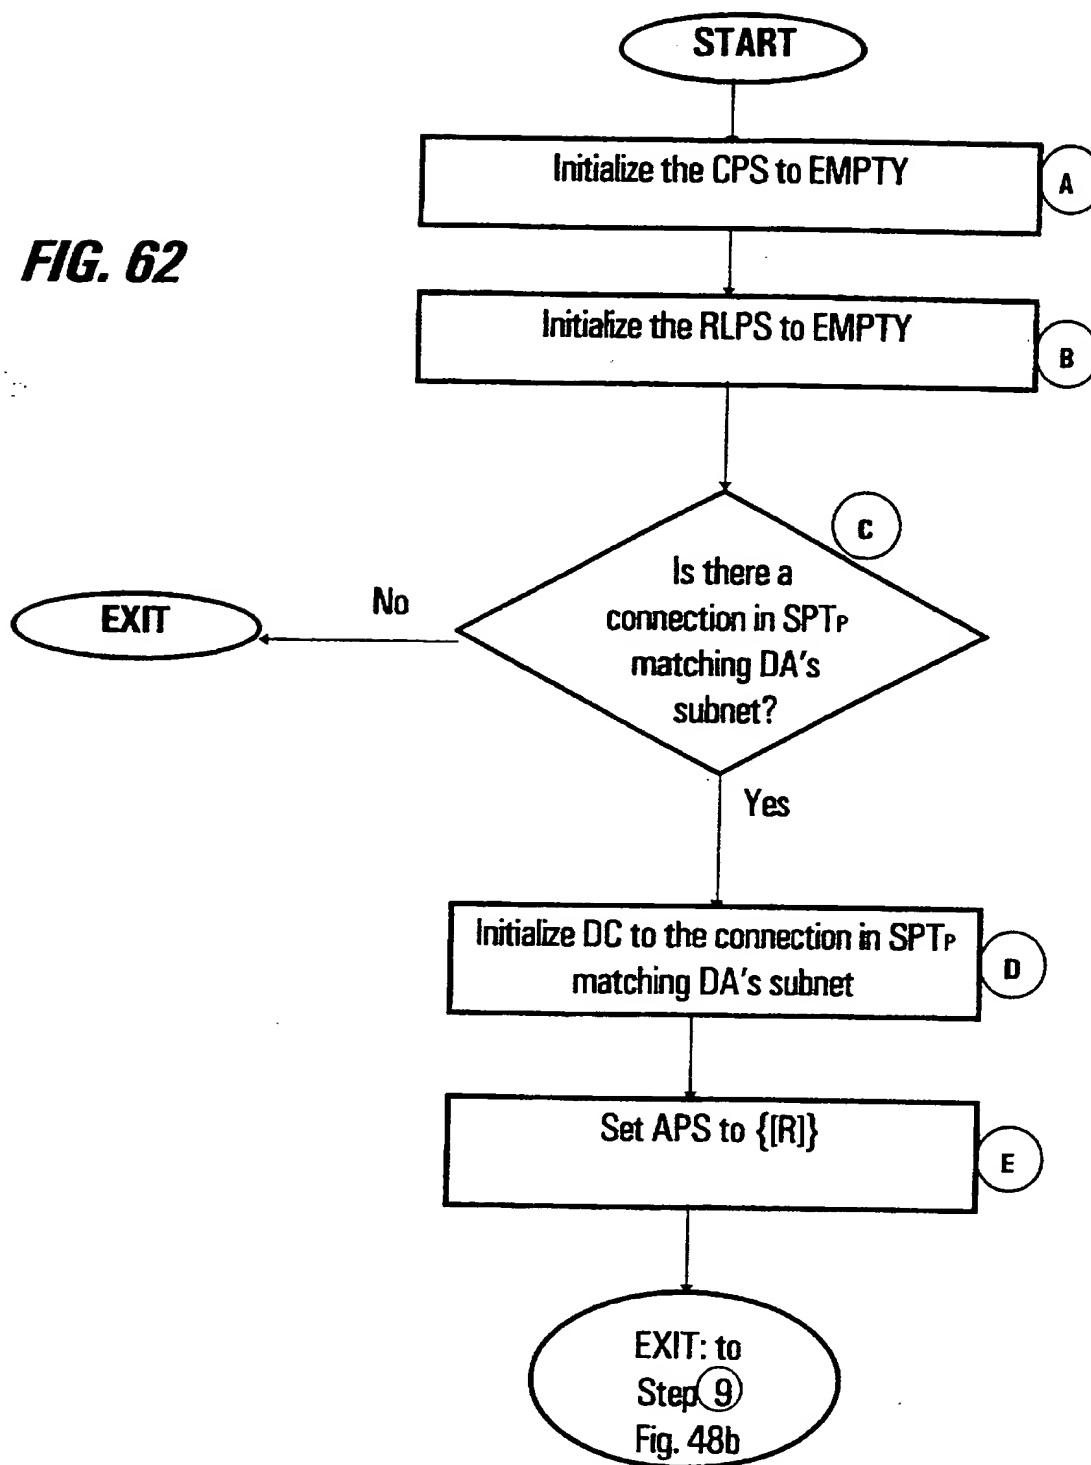 START
Initialize the CPS to EMPTY
A
FIG. 62
Initialize the RLPS to EMPTY
B
C
Is there a
connection in SPTP
matching DA's
subnet?
No
EXIT
Yes
Initialize DC to the connection in SPTP
matching DA's subnet
D
Set APS to {[R]}
E
EXIT: to
Step 9
Fig. 48b